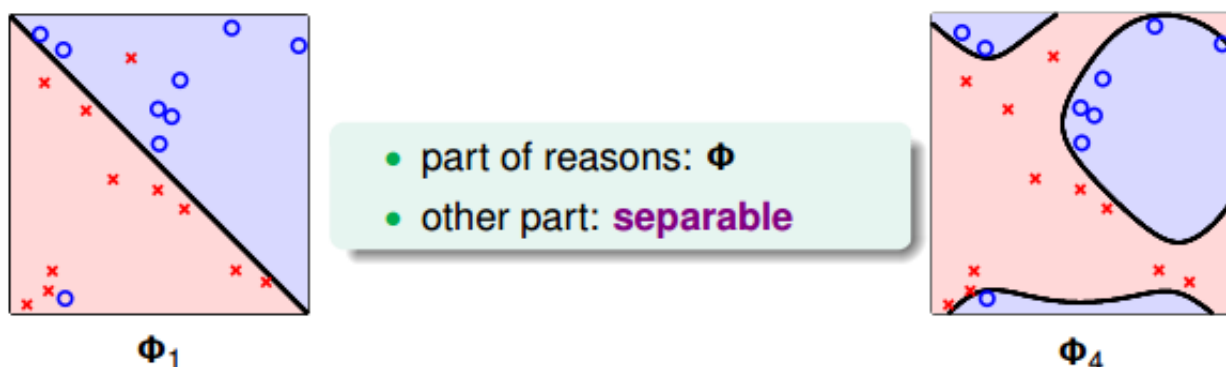 • part of reasons: Φ
• other part: separable
Φ1
Φ4